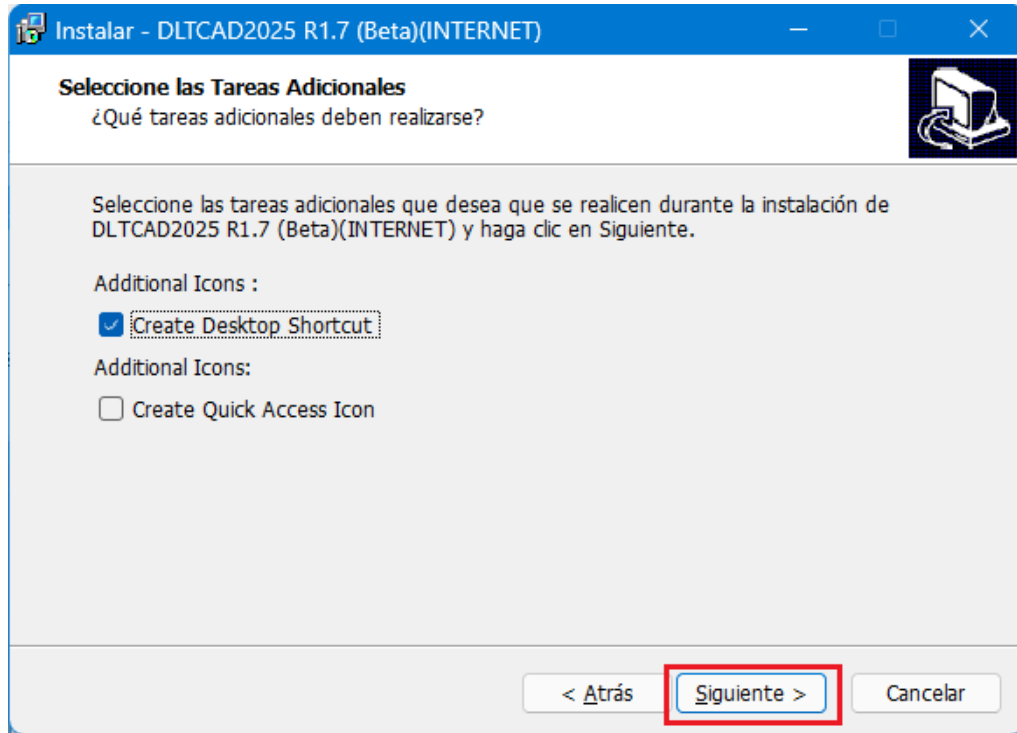 Instalar - DLTCAD2025 R1.7 (Beta)(INTERNET)
Seleccione las Tareas Adicionales
¿Qué tareas adicionales deben realizarse?
Seleccione las tareas adicionales que desea que se realicen durante la instalación de
DLTCAD2025 R1.7 (Beta)(INTERNET) y haga clic en Siguiente.
Additional Icons :
Create Desktop Shortcut
Additional Icons:
Create Quick Access Icon
< Atrás
Siguiente >
Cancelar